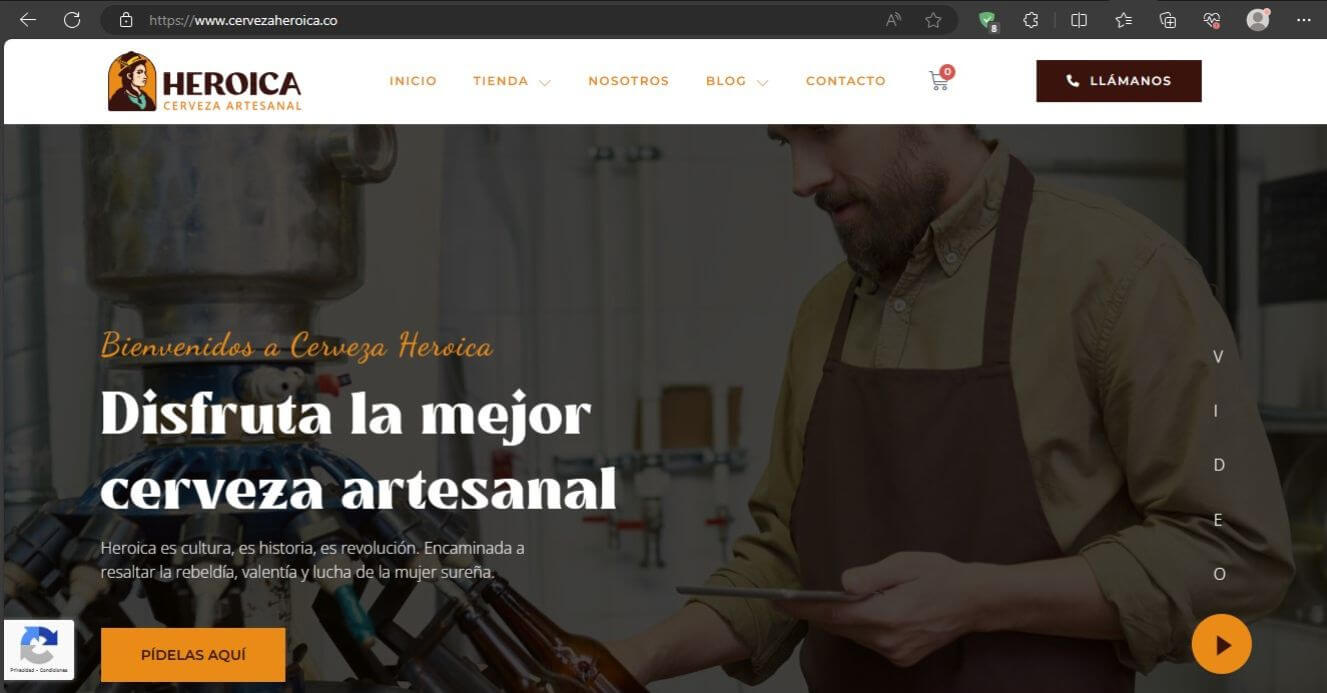 https://www.cervezaheroica.co
8
HEROICA
CERVEZA ARTESANAL
INICIO
TIENDA
NOSOTROS
BLOG
CONTACTO
0
LLÁMANOS
Bienvenidos a Cerveza Heroica
Disfruta la mejor
cerveza artesanal
Heroica es cultura, es historia, es revolución. Encaminada a
resaltar la rebeldía, valentía y lucha de la mujer sureña.
PÍDELAS AQUÍ
V
I
D
E
O
Privacidad - Condiciones